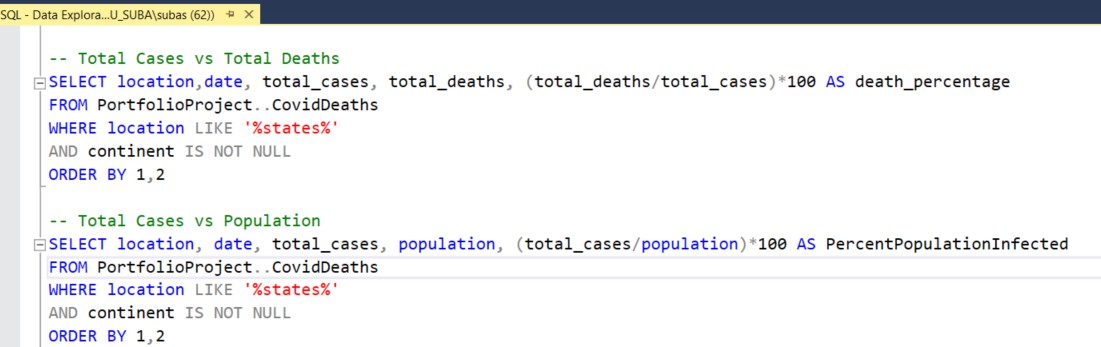 SQL - Data Explora...U_SUBA\subas (62))
-- Total Cases vs Total Deaths
SELECT location,date, total_cases, total_deaths, (total_deaths/total_cases)*100 AS death_percentage
FROM PortfolioProject..CovidDeaths
WHERE location LIKE '%states%'
AND continent IS NOT NULL
ORDER BY 1,2
-- Total Cases vs Population
SELECT location, date, total_cases, population, (total_cases/population)*100 AS PercentPopulationInfected
FROM PortfolioProject..CovidDeaths
WHERE location LIKE '%states%'
AND continent IS NOT NULL
ORDER BY 1,2